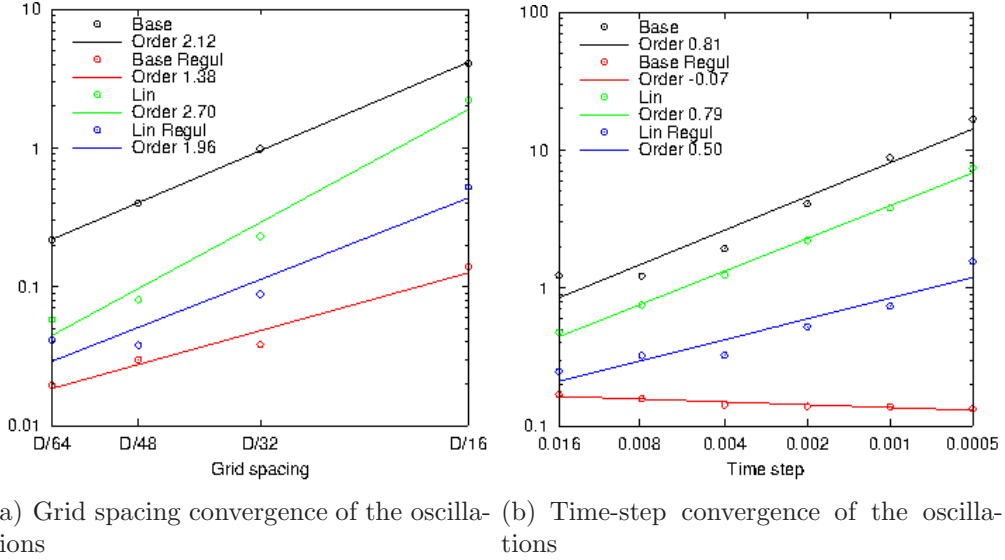 10
1
0.1
0.01
Base
Order 2.12
Base Regul
Order 1.38
Lin
Order 2.70
Lin Regul
Order 1.96
D/64
D/48
D/32
D/16
Grid spacing
100
10
1
0.1
Base
Order 0.81
Base Regul
Order -0.07
Lin
Order 0.79
Lin Regul
Order 0.50
0.016
0.008
0.004
0.002
0.001
0.0005
Time step
a) Grid spacing convergence of the oscilla-
ions
(b) Time-step convergence of the oscilla-
tions